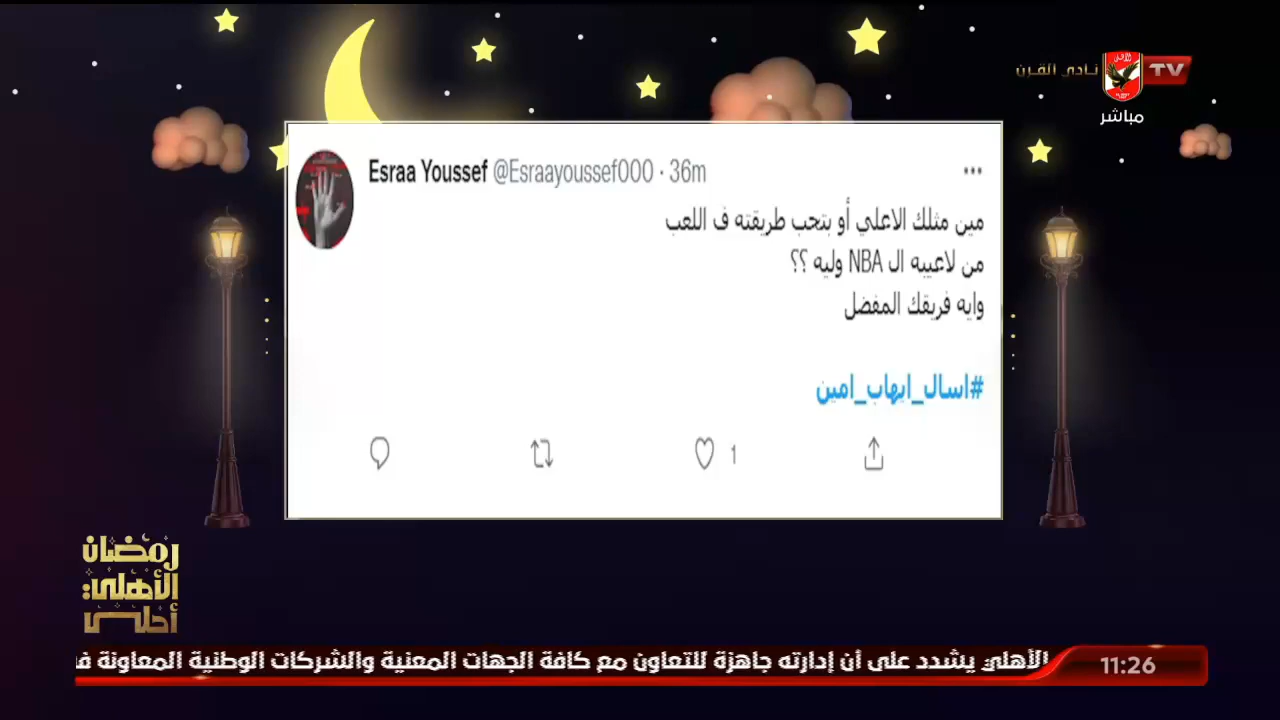 نادي القرن
TV
مباشر
Esraa Youssef @Esraayoussef000 · 36m
مين مثلك الاعلي أو بتحب طريقته ف اللعب
من لاعيبه ال NBA وليه ؟؟
وايه فريقك المفضل
#اسال_ايهاب_امين
1
رمضان
الأهلي
أحلى
الأهلي يشدد على أن إدارته جاهزة للتعاون مع كافة الجهات المعنية والشركات الوطنية المعاونة
11:26